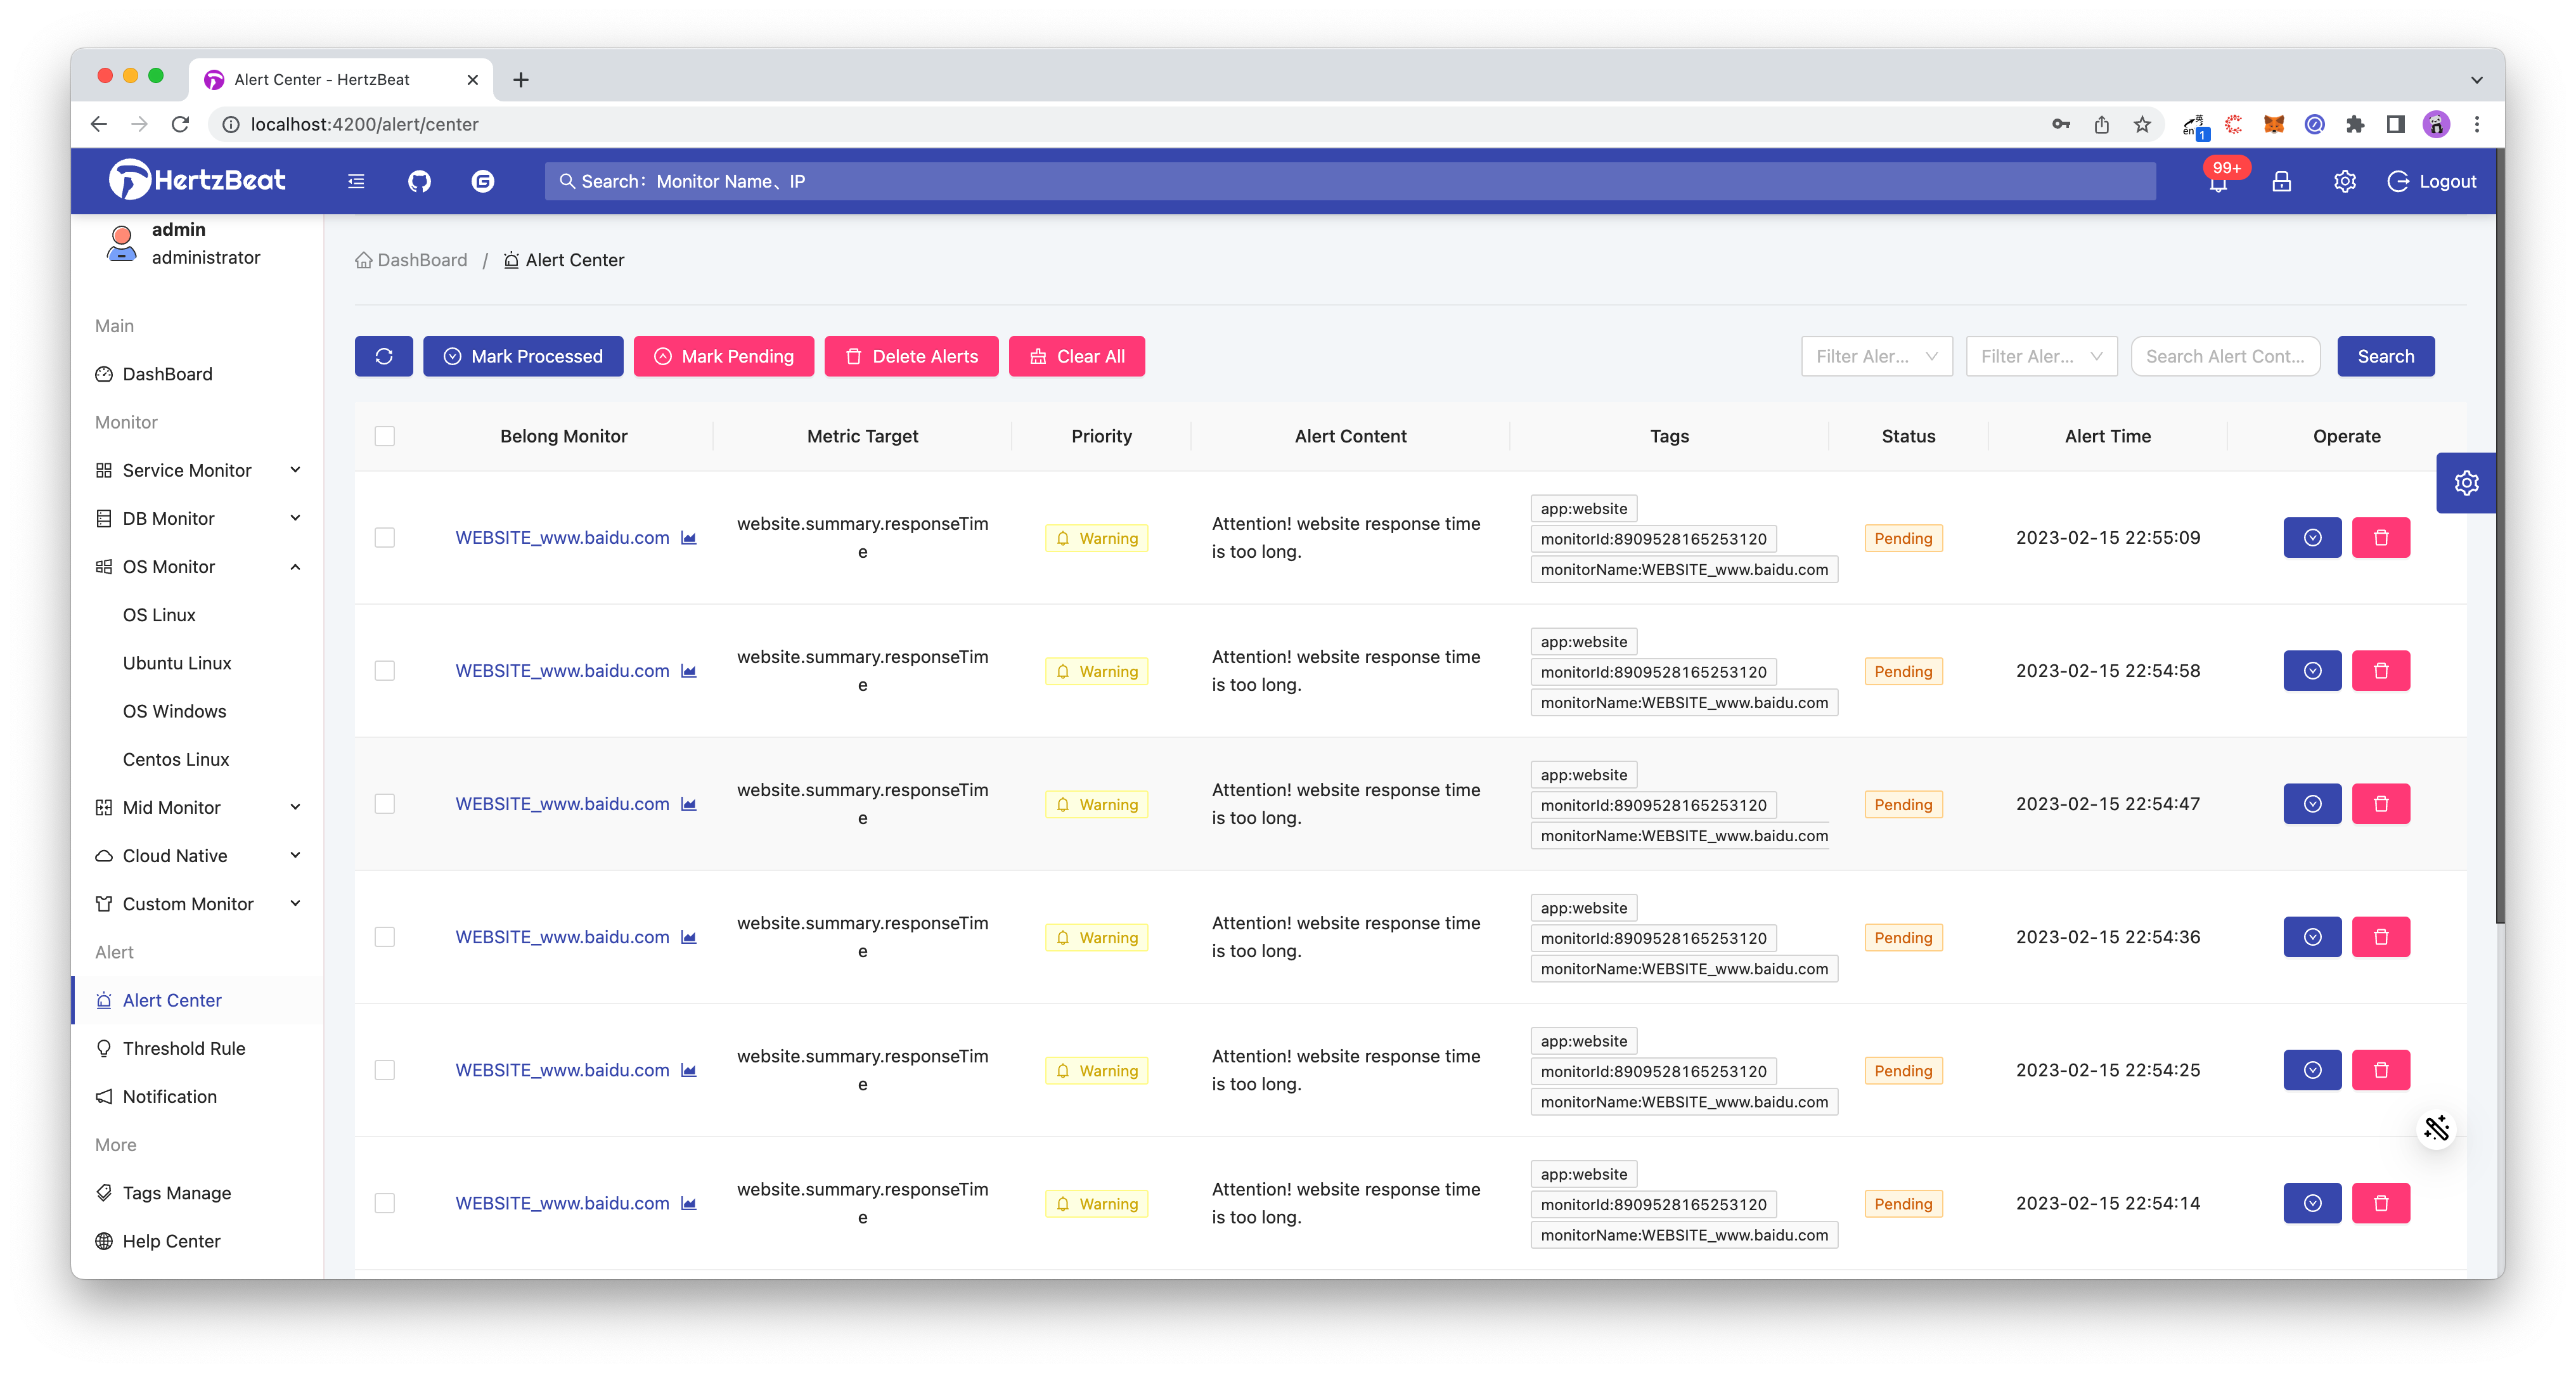 Alert Center - HertzBeat
localhost:4200/alert/center
en 英
1
HertzBeat
Search: Monitor Name、IP
99+
Logout
admin
administrator
Main
DashBoard
Monitor
Service Monitor
DB Monitor
OS Monitor
OS Linux
Ubuntu Linux
OS Windows
Centos Linux
Mid Monitor
Cloud Native
Custom Monitor
Alert
Alert Center
Threshold Rule
Notification
More
Tags Manage
Help Center
DashBoard / Alert Center
Mark Processed Mark Pending Delete Alerts Clear All Filter Aler... Filter Aler... Search Alert Cont... Search
Belong Monitor Metric Target Priority Alert Content Tags Status Alert Time Operate
WEBSITE_www.baidu.com
website.summary.responseTim
e
Warning
Attention! website response time
is too long.
app:website
monitorId:8909528165253120
monitorName:WEBSITE_www.baidu.com
Pending
2023-02-15 22:55:09
WEBSITE_www.baidu.com
website.summary.responseTim
e
Warning
Attention! website response time
is too long.
app:website
monitorId:8909528165253120
monitorName:WEBSITE_www.baidu.com
Pending
2023-02-15 22:54:58
WEBSITE_www.baidu.com
website.summary.responseTim
e
Warning
Attention! website response time
is too long.
app:website
monitorId:8909528165253120
monitorName:WEBSITE_www.baidu.com
Pending
2023-02-15 22:54:47
WEBSITE_www.baidu.com
website.summary.responseTim
e
Warning
Attention! website response time
is too long.
app:website
monitorId:8909528165253120
monitorName:WEBSITE_www.baidu.com
Pending
2023-02-15 22:54:36
WEBSITE_www.baidu.com
website.summary.responseTim
e
Warning
Attention! website response time
is too long.
app:website
monitorId:8909528165253120
monitorName:WEBSITE_www.baidu.com
Pending
2023-02-15 22:54:25
WEBSITE_www.baidu.com
website.summary.responseTim
e
Warning
Attention! website response time
is too long.
app:website
monitorId:8909528165253120
monitorName:WEBSITE_www.baidu.com
Pending
2023-02-15 22:54:14